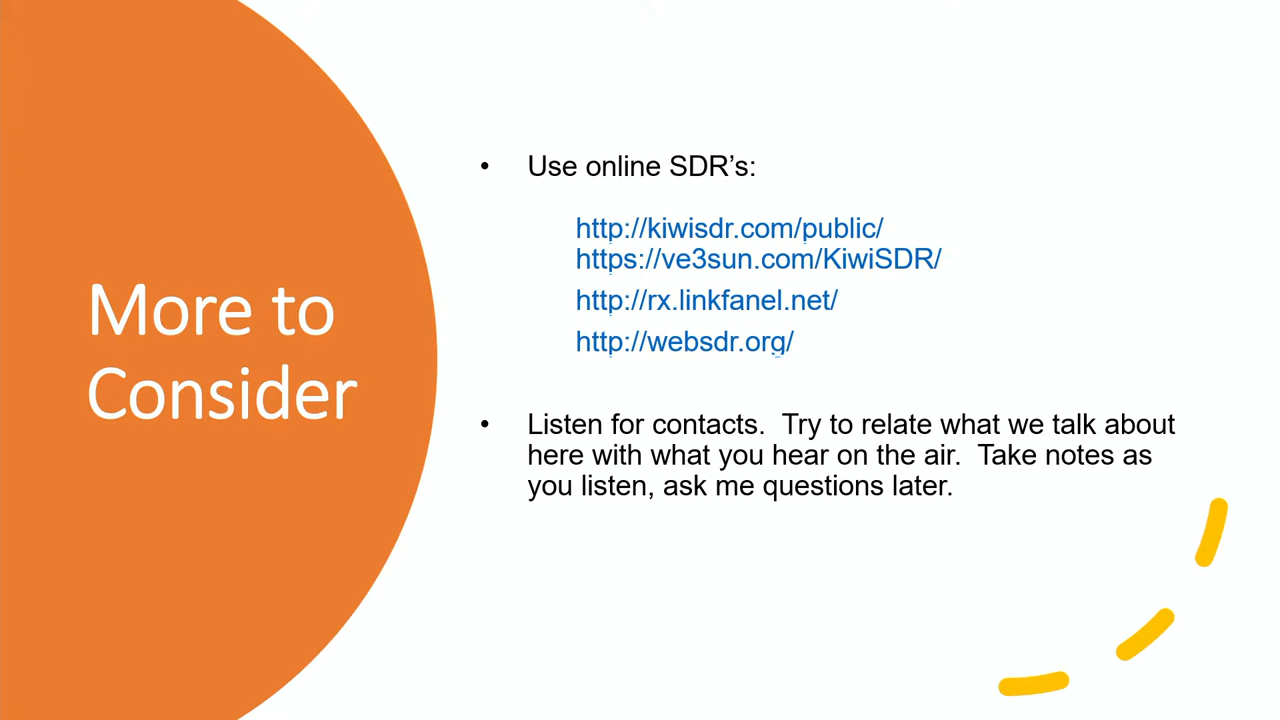 More to
Consider
• Use online SDR’s:
http://kiwisdr.com/public/
https://ve3sun.com/KiwiSDR/
http://rx.linkfanel.net/
http://websdr.org/
• Listen for contacts.  Try to relate what we talk about
here with what you hear on the air.  Take notes as
you listen, ask me questions later.